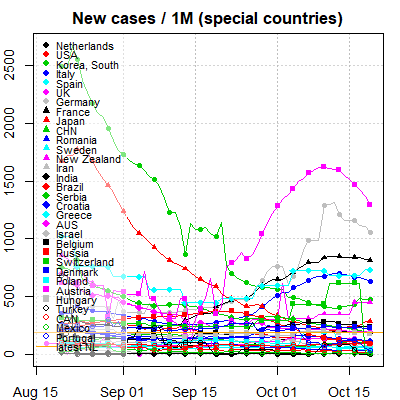 New cases / 1M (special countries)
2500
2000
1500
1000
500
0
Netherlands
USA
Korea, South
Italy
Spain
UK
Germany
France
Japan
CHN
Romania
Sweden
New Zealand
Iran
India
Brazil
Serbia
Croatia
Greece
AUS
Israel
Belgium
Russia
Switzerland
Denmark
Poland
Austria
Hungary
Turkey
CAN
Mexico
Portugal
latest NL
Aug 15
Sep 01
Sep 15
Oct 01
Oct 15